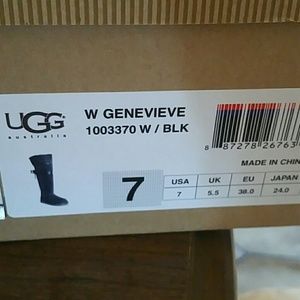 UGG
australia
W GENEVIEVE
1003370 W / BLK
8 87278 26763
MADE IN CHIN
7
USA UK EU JAPAN
7 5.5 38.0 24.0